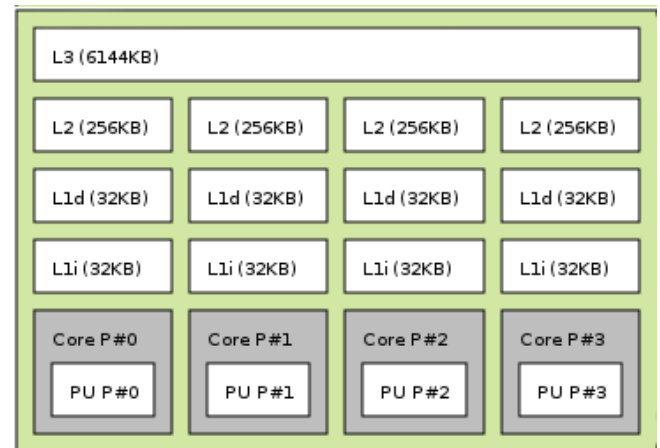 L3 (6144KB)
L2 (256KB) L2 (256KB) L2 (256KB) L2 (256KB)
L1d (32KB) L1d (32KB) L1d (32KB) L1d (32KB)
L1i (32KB) L1i (32KB) L1i (32KB) L1i (32KB)
Core P#0 Core P#1 Core P#2 Core P#3
PU P#0 PU P#1 PU P#2 PU P#3